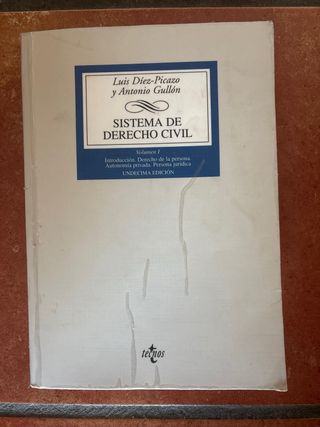 Luis Díez-Picazo
y Antonio Gullón
SISTEMA DE
DERECHO CIVIL
Volumen I
Introducción. Derecho de la persona.
Autonomía privada. Persona jurídica
UNDECIMA EDICIÓN
tecnos